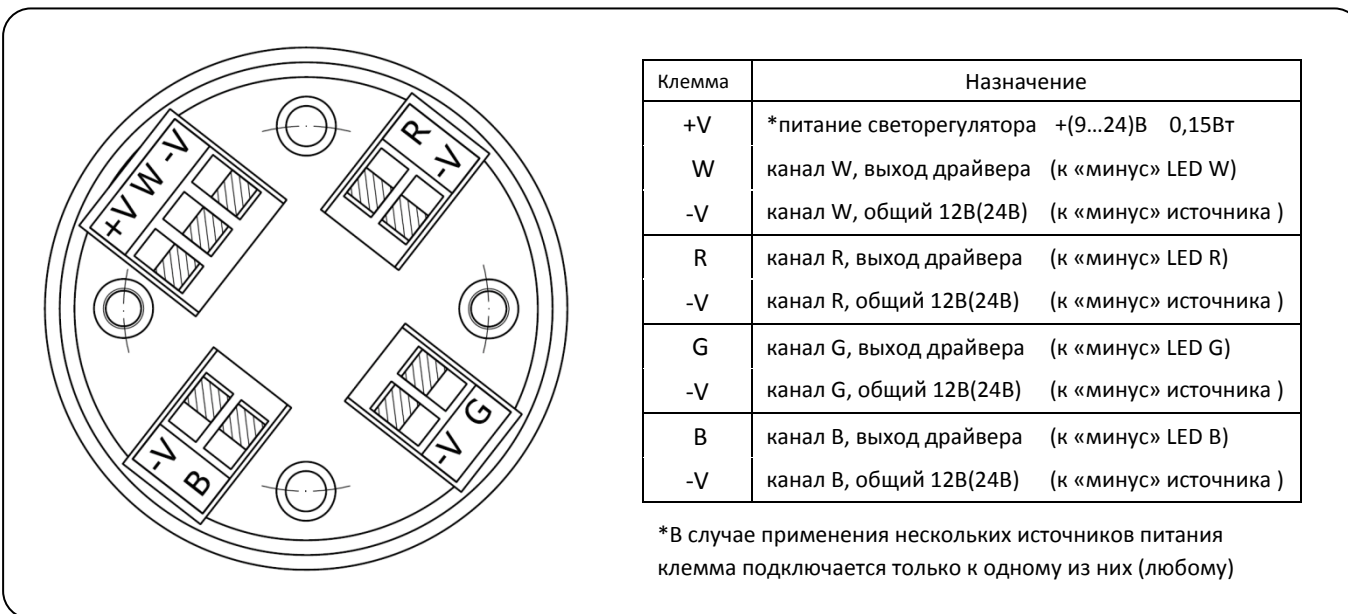 +V W -V
R
-V
-V
B
-V G
Клемма Назначение
+V *питание светорегулятора +(9...24)В 0,15Вт
W канал W, выход драйвера (к «минус» LED W)
-V канал W, общий 12В(24В) (к «минус» источника )
R канал R, выход драйвера (к «минус» LED R)
-V канал R, общий 12В(24В) (к «минус» источника )
G канал G, выход драйвера (к «минус» LED G)
-V канал G, общий 12В(24В) (к «минус» источника )
B канал B, выход драйвера (к «минус» LED B)
-V канал B, общий 12В(24В) (к «минус» источника )
*В случае применения нескольких источников питания
клемма подключается только к одному из них (любому)